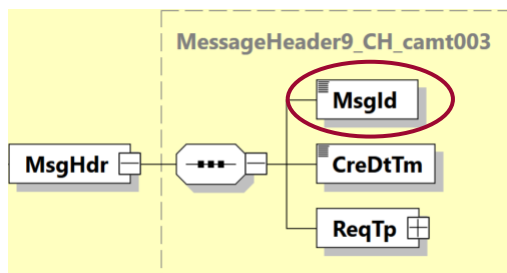 MessageHeader9_CH_camt003
MsgId
MsgHdr
CreDtTm
ReqTp